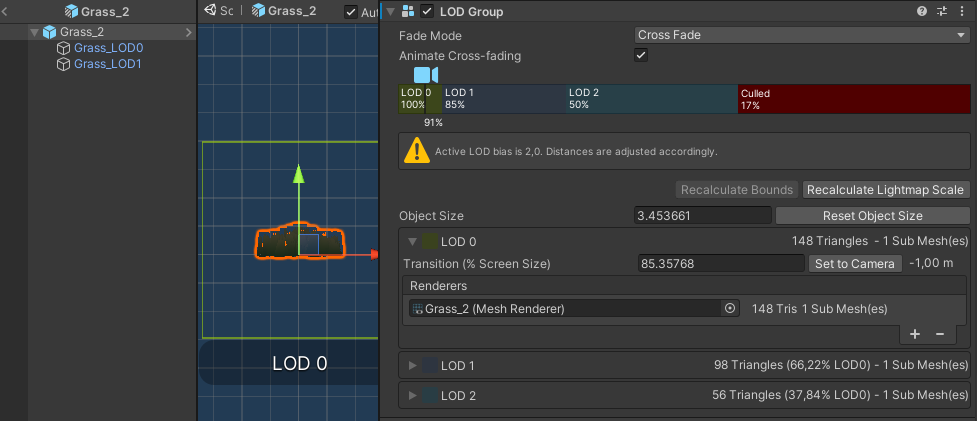 Grass_2
Grass_2
Grass_LOD0
Grass_LOD1
Sc
Grass_2
Aut
LOD 0
LOD Group
Fade Mode
Cross Fade
Animate Cross-fading
LOD 0
100%
LOD 1
85%
LOD 2
50%
Culled
17%
91%
Active LOD bias is 2,0. Distances are adjusted accordingly.
Recalculate Bounds
Recalculate Lightmap Scale
Object Size
3.453661
Reset Object Size
LOD 0
148 Triangles - 1 Sub Mesh(es)
Transition (% Screen Size)
85.35768
Set to Camera
-1,00 m
Renderers
Grass_2 (Mesh Renderer)
148 Tris 1 Sub Mesh(es)
+ -
LOD 1
98 Triangles (66,22% LOD0) - 1 Sub Mesh(es)
LOD 2
56 Triangles (37,84% LOD0) - 1 Sub Mesh(es)